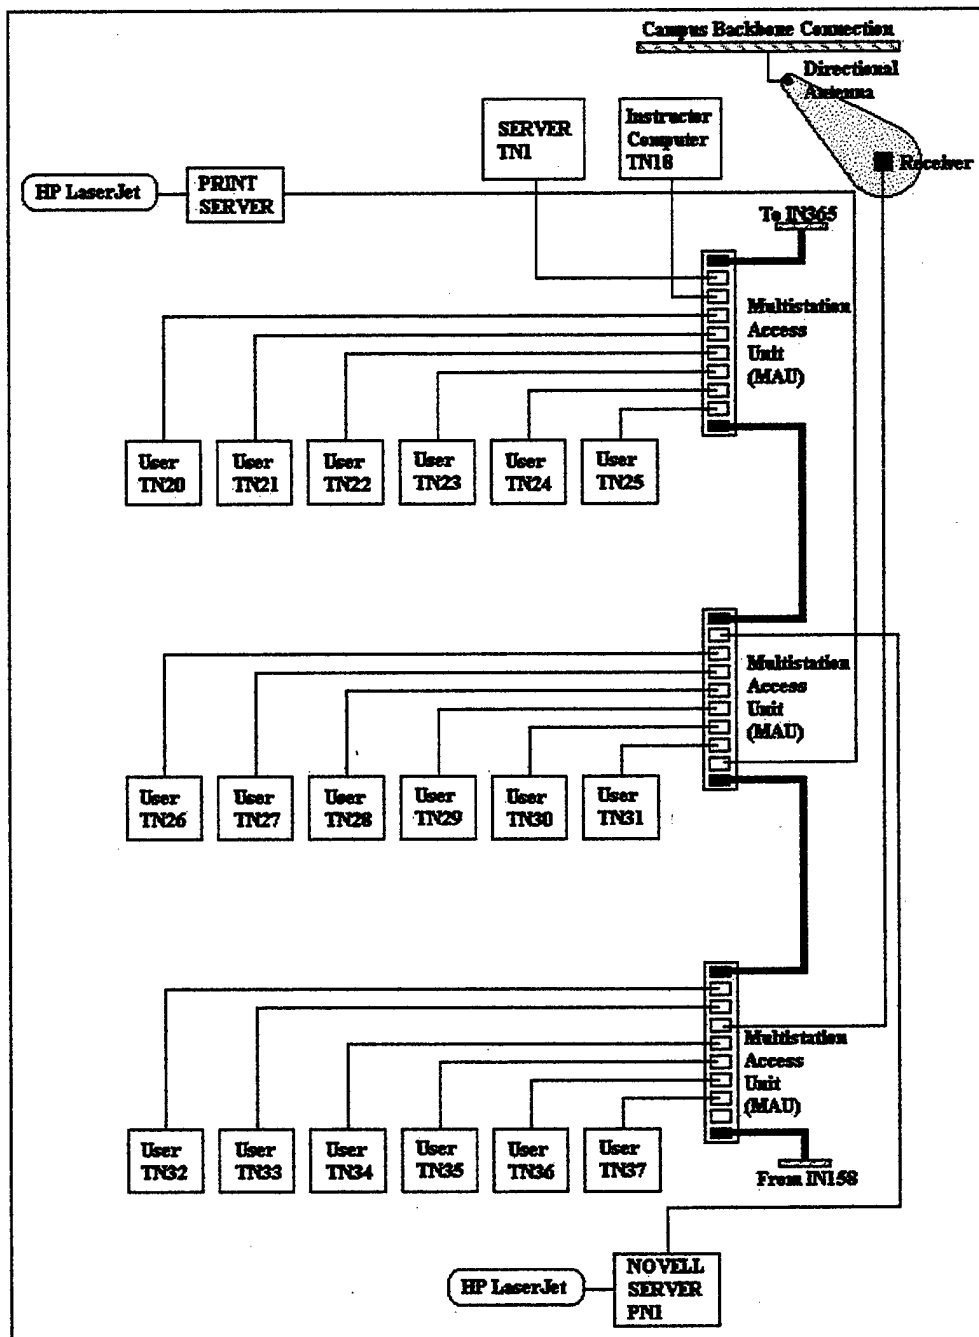 Campus Backbone Connection
Directional
Antenna
SERVER
TN1
Instructor
Computer
TN18
Receiver
HP LaserJet
PRINT
SERVER
To IN365
Multistation
Access
Unit
(MAU)
User
TN20
User
TN21
User
TN22
User
TN23
User
TN24
User
TN25
Multistation
Access
Unit
(MAU)
User
TN26
User
TN27
User
TN28
User
TN29
User
TN30
User
TN31
Multistation
Access
Unit
(MAU)
User
TN32
User
TN33
User
TN34
User
TN35
User
TN36
User
TN37
From IN158
HP LaserJet
NOVELL
SERVER
PN1